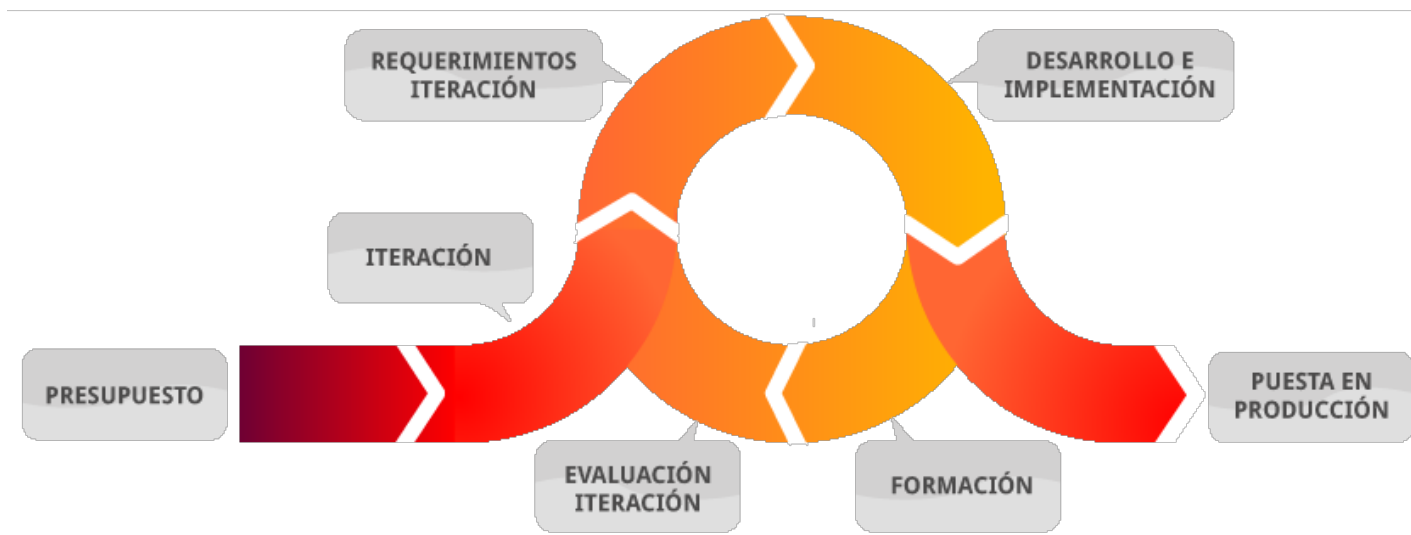 REQUERIMIENTOS
ITERACIÓN
DESARROLLO E
IMPLEMENTACIÓN
ITERACIÓN
PRESUPUESTO
PUESTA EN
PRODUCCIÓN
EVALUACIÓN
ITERACIÓN
FORMACIÓN